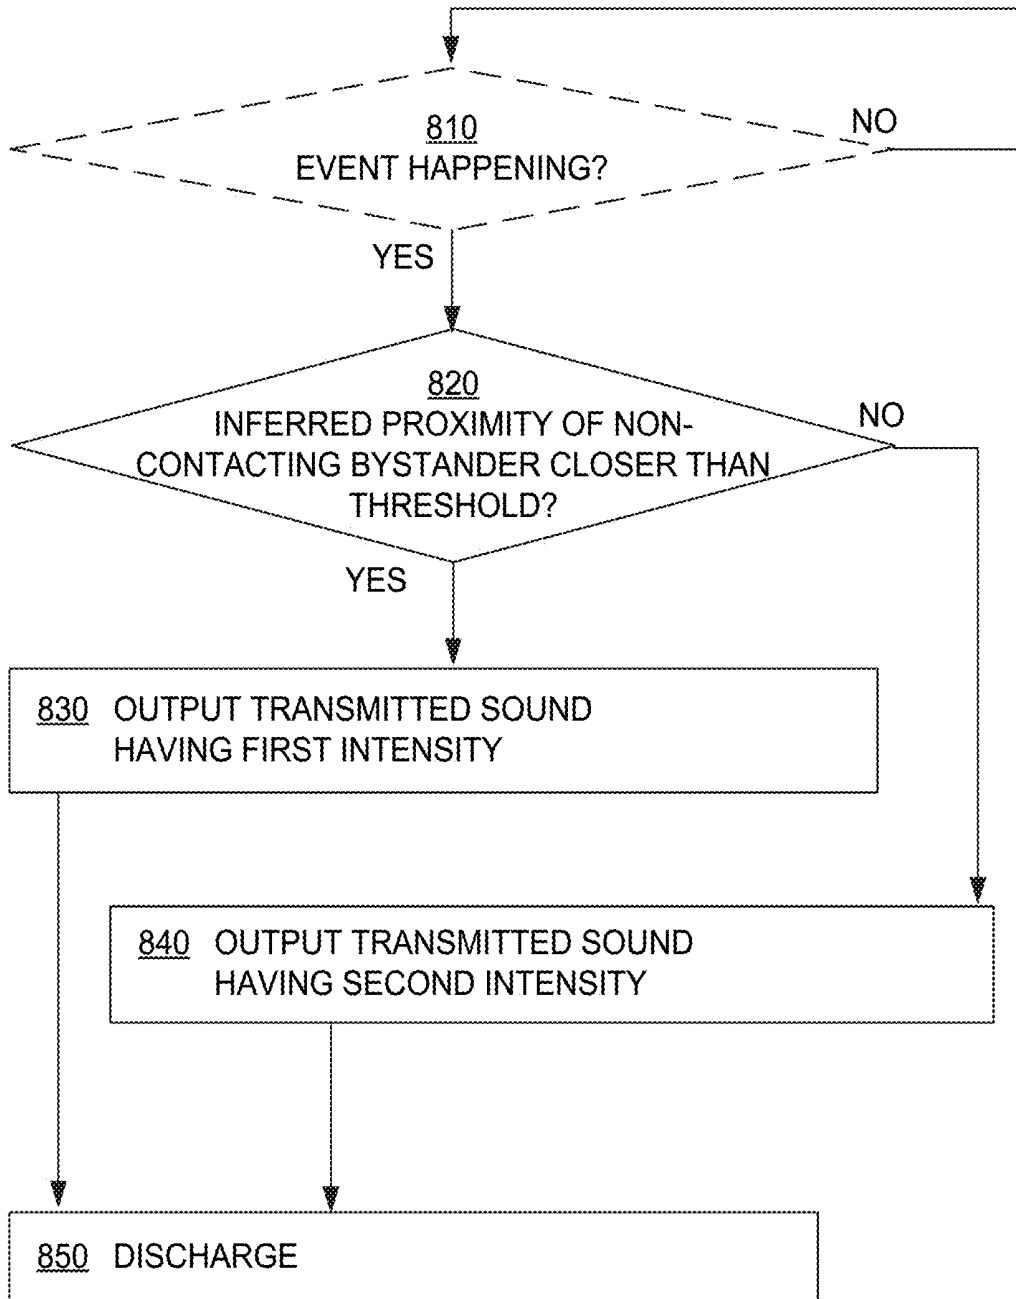 810
NO
EVENT HAPPENING?
YES
820
NO
INFERRED PROXIMITY OF NON-
CONTACTING BYSTANDER CLOSER THAN
THRESHOLD?
YES
830 OUTPUT TRANSMITTED SOUND
HAVING FIRST INTENSITY
840 OUTPUT TRANSMITTED SOUND
HAVING SECOND INTENSITY
850 DISCHARGE